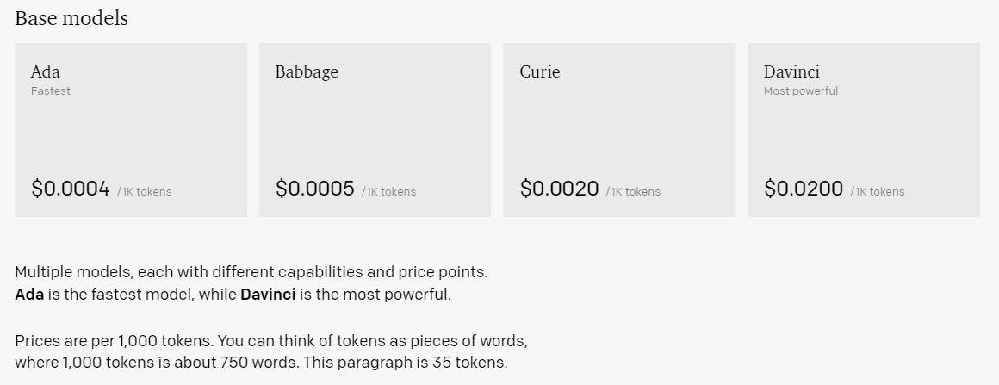 Base models
Ada
Fastest
$0.0004 /1K tokens
Babbage
$0.0005 /1K tokens
Curie
$0.0020 /1K tokens
Davinci
Most powerful
$0.0200 /1K tokens
Multiple models, each with different capabilities and price points.
Ada is the fastest model, while Davinci is the most powerful.
Prices are per 1,000 tokens. You can think of tokens as pieces of words,
where 1,000 tokens is about 750 words. This paragraph is 35 tokens.